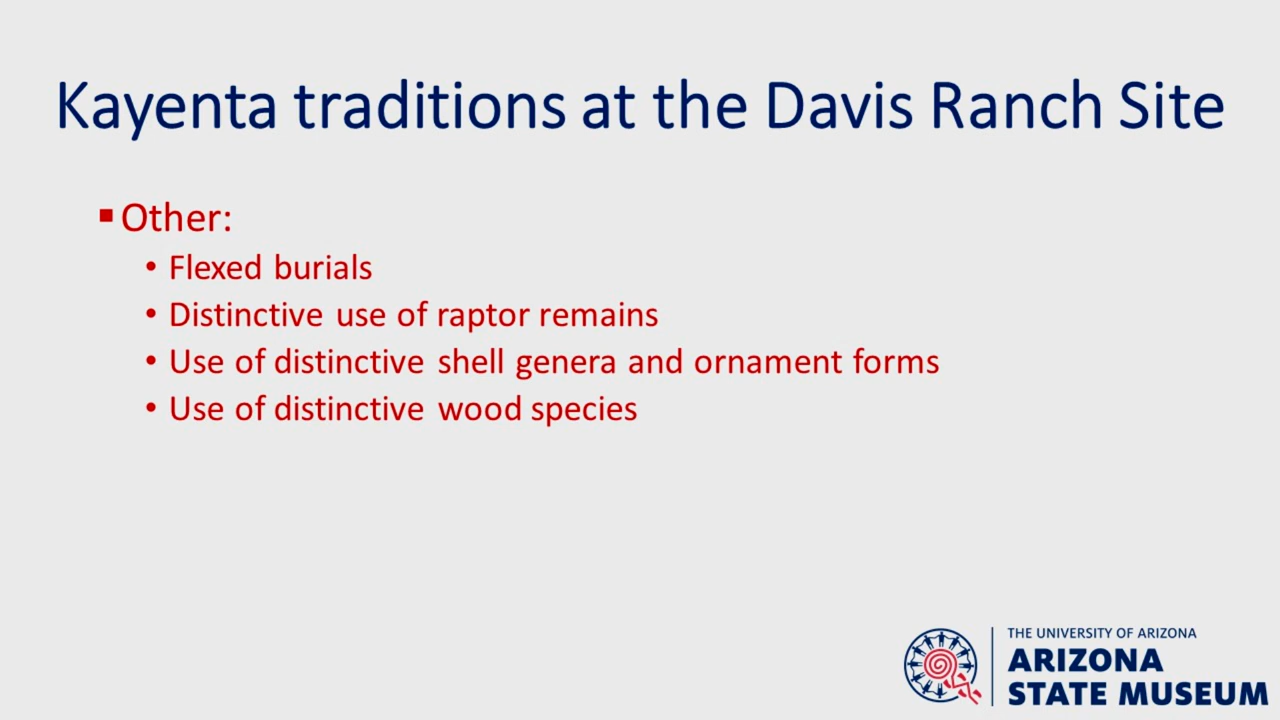 Kayenta traditions at the Davis Ranch Site
▪ Other:
• Flexed burials
• Distinctive use of raptor remains
• Use of distinctive shell genera and ornament forms
• Use of distinctive wood species
THE UNIVERSITY OF ARIZONA
ARIZONA
STATE MUSEUM